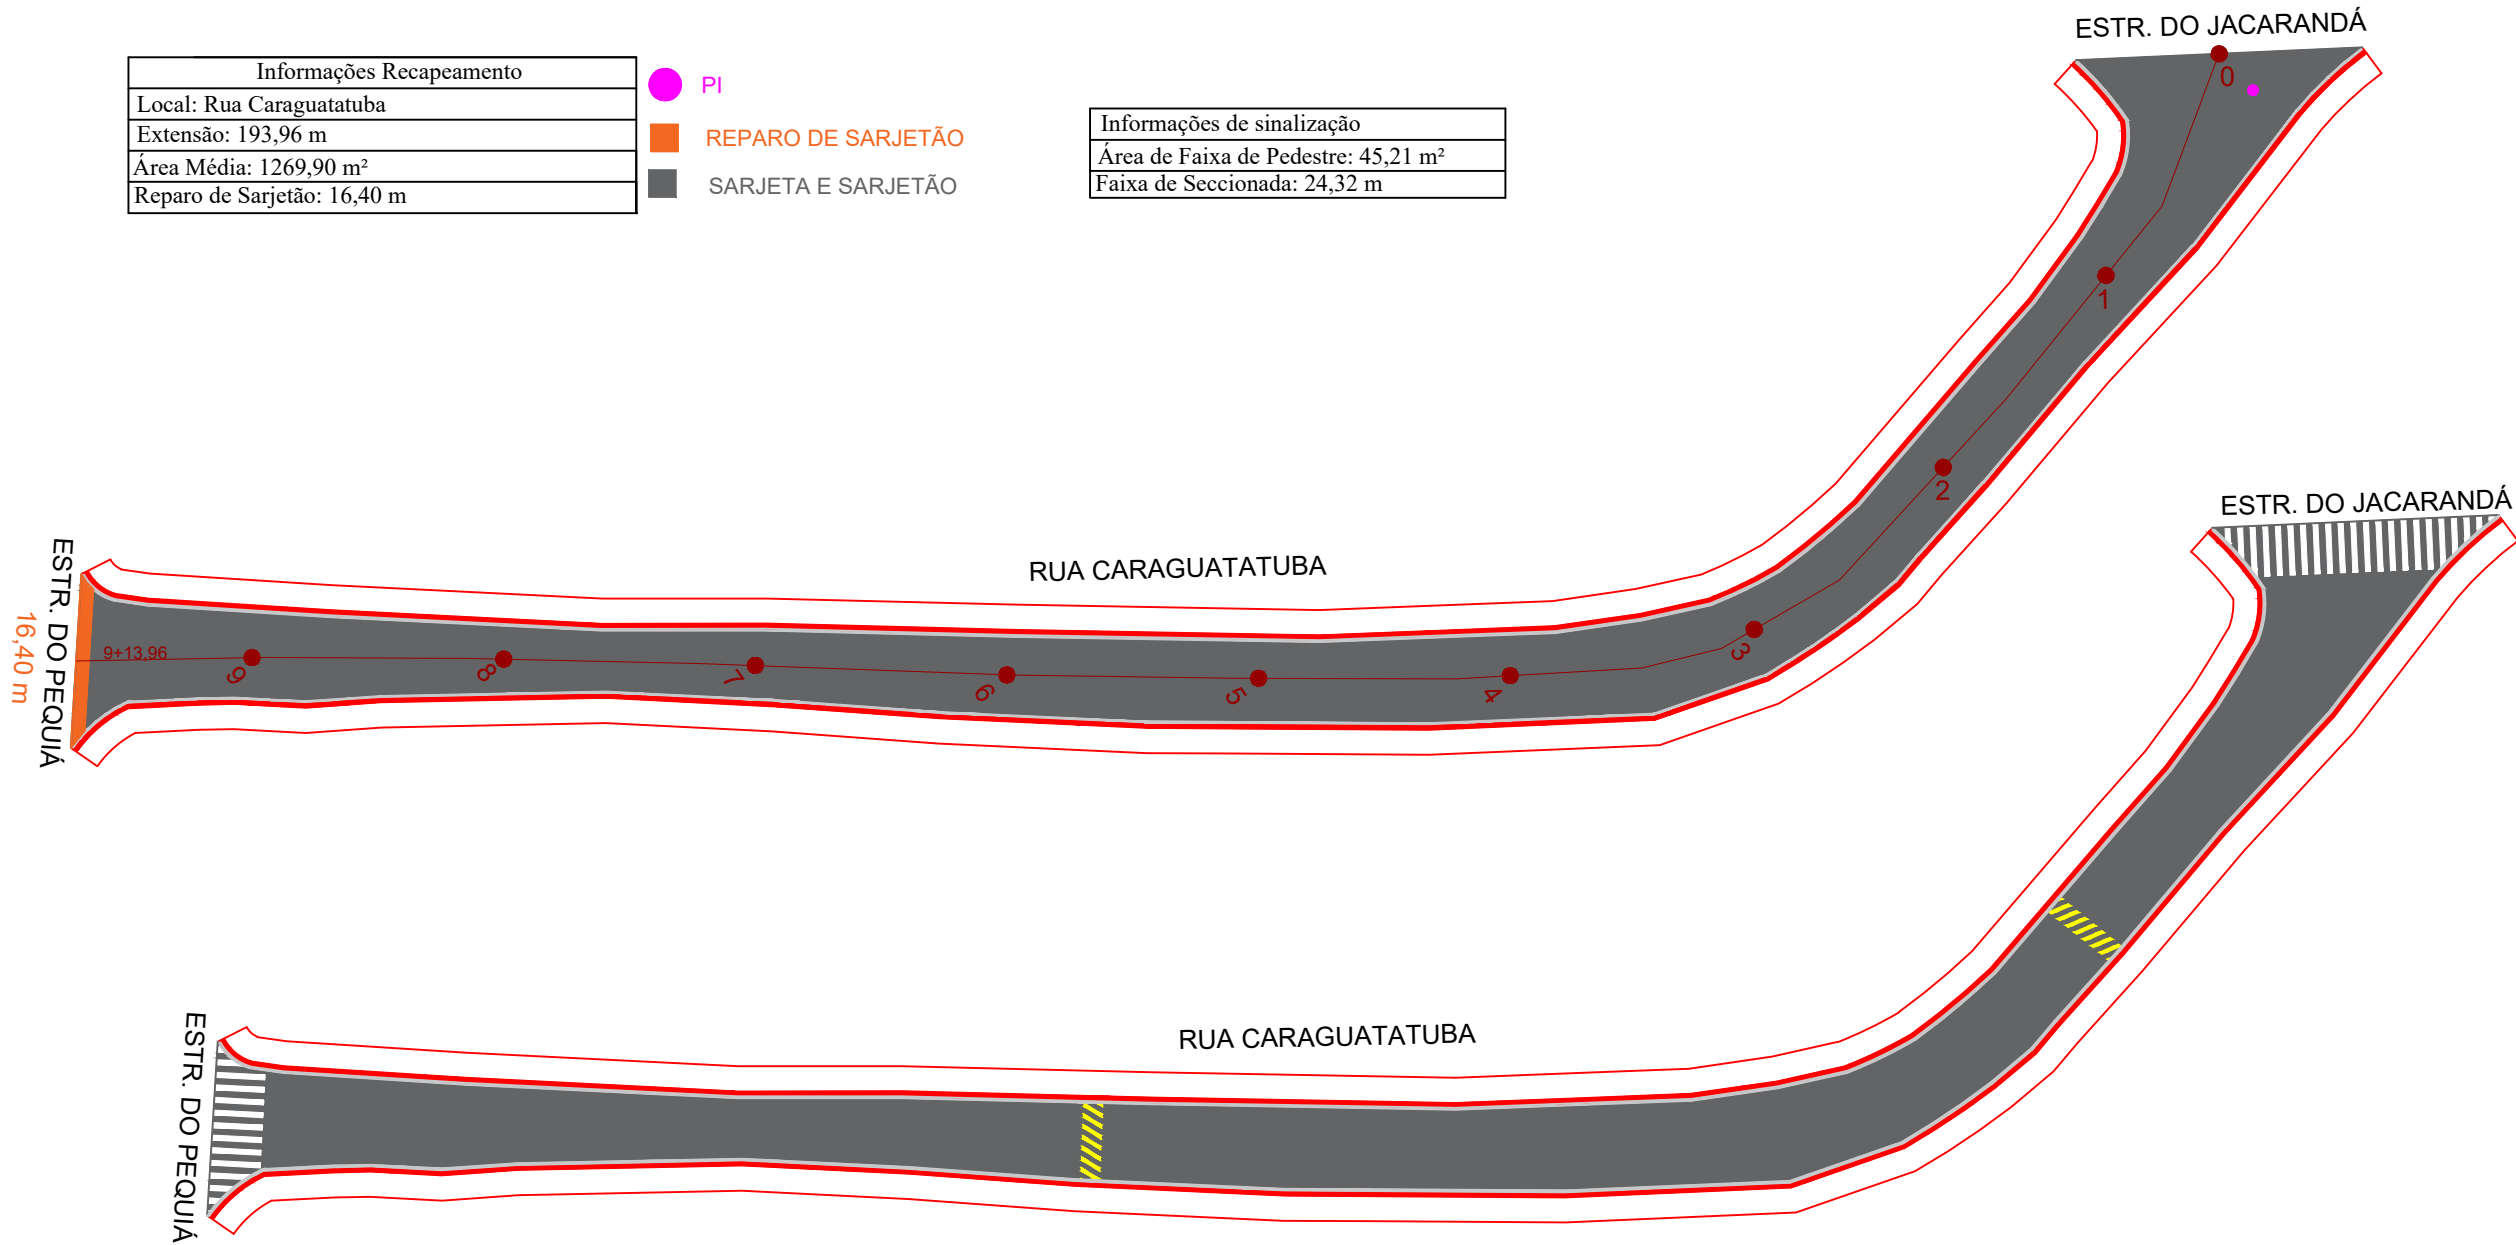 Informações Recapeamento
Local: Rua Caraguatatuba
Extensão: 193,96 m
Área Média: 1269,90 m²
Reparo de Sarjetão: 16,40 m
PI
REPARO DE SARJETÃO
SARJETA E SARJETÃO
Informações de sinalização
Área de Faixa de Pedestre: 45,21 m²
Faixa de Seccionada: 24,32 m
ESTR. DO JACARANDÁ
0
1
2
3
4
5
6
7
8
9
9+13,96
RUA CARAGUATATUBA
ESTR. DO PEQUIÁ
16,40 m
ESTR. DO JACARANDÁ
RUA CARAGUATATUBA
ESTR. DO PEQUIÁ